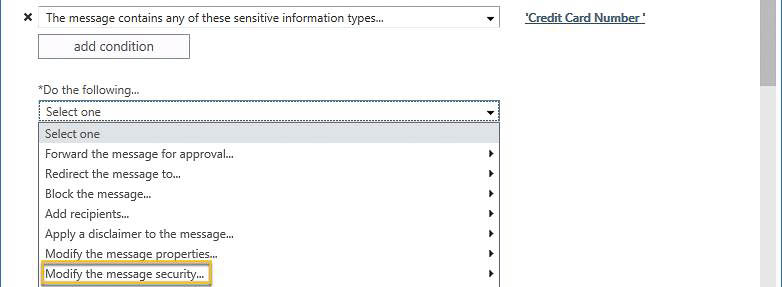 The message contains any of these sensitive information types... 'Credit Card Number '
add condition
*Do the following...
Select one
Select one
Forward the message for approval...
Redirect the message to...
Block the message...
Add recipients...
Apply a disclaimer to the message...
Modify the message properties...
Modify the message security...